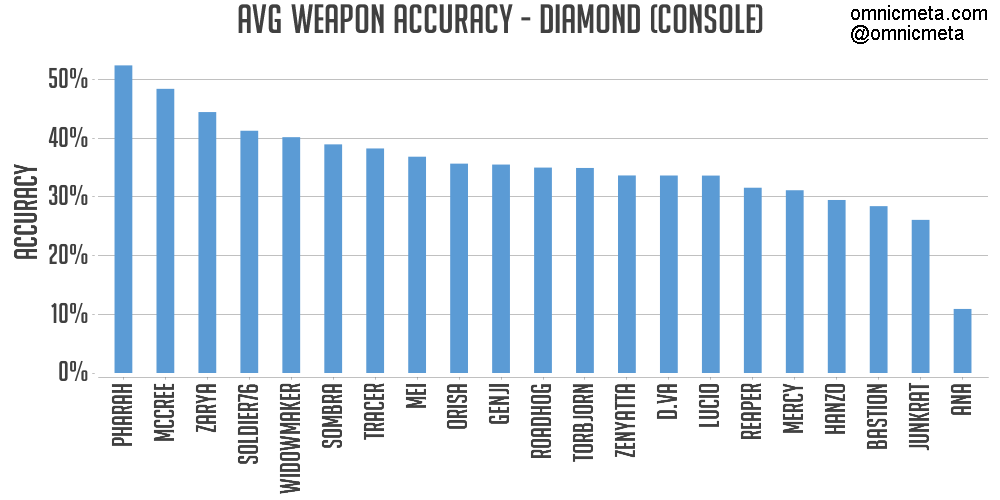 AVG WEAPON ACCURACY - DIAMOND (CONSOLE)
omnicmeta.com
@omnicmeta
ACCURACY
50%
40%
30%
20%
10%
0%
PHARAH
MCCREE
ZARYA
SOLDIER76
WIDOWMAKER
SOMBRA
TRACER
MEI
ORISA
GENJI
ROADHOG
TORBJORN
ZENYATTA
D.VA
LUCIO
REAPER
MERCY
HANZO
BASTION
JUNKRAT
ANA